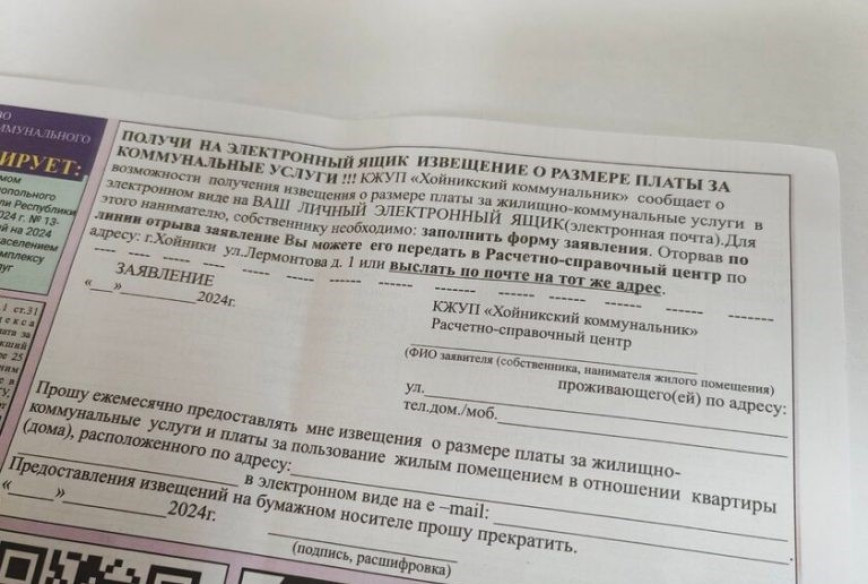 ММУНАЛЬНОГО
ИРУЕТ:
ПОЛУЧИ НА ЭЛЕКТРОННЫЙ ЯЩИК ИЗВЕЩЕНИЕ О РАЗМЕРЕ ПЛАТЫ ЗА
КОММУНАЛЬНЫЕ УСЛУГИ !!! КЖУП «Хойникский коммунальник» сообщает о
возможности получения извещения о размере платы за жилищно-коммунальные услуги в
электронном виде на ВАШ ЛИЧНЫЙ ЭЛЕКТРОННЫЙ ЯЩИК(электронная почта).Для
этого нанимателю, собственнику необходимо: заполнить форму заявления. Оторвав по
линии отрыва заявление Вы можете его передать в Расчетно-справочный центр по
адресу: г.Хойники ул.Лермонтова д. 1 или выслать по почте на тот же адрес.
ЗАЯВЛЕНИЕ
«___»__________2024г.
КЖУП «Хойникский коммунальник»
Расчетно-справочный центр
(ФИО заявителя (собственника, нанимателя жилого помещения)
проживающего(ей) по адресу:
ул.
тел.дом./моб.
Прошу ежемесячно предоставлять мне извещения о размере платы за жилищно-
коммунальные услуги и платы за пользование жилым помещением в отношении квартиры
(дома), расположенного по адресу:
в электронном виде на e –mail:
Предоставления извещений на бумажном носителе прошу прекратить.
«_____»____________2024г.
(подпись, расшифровка)